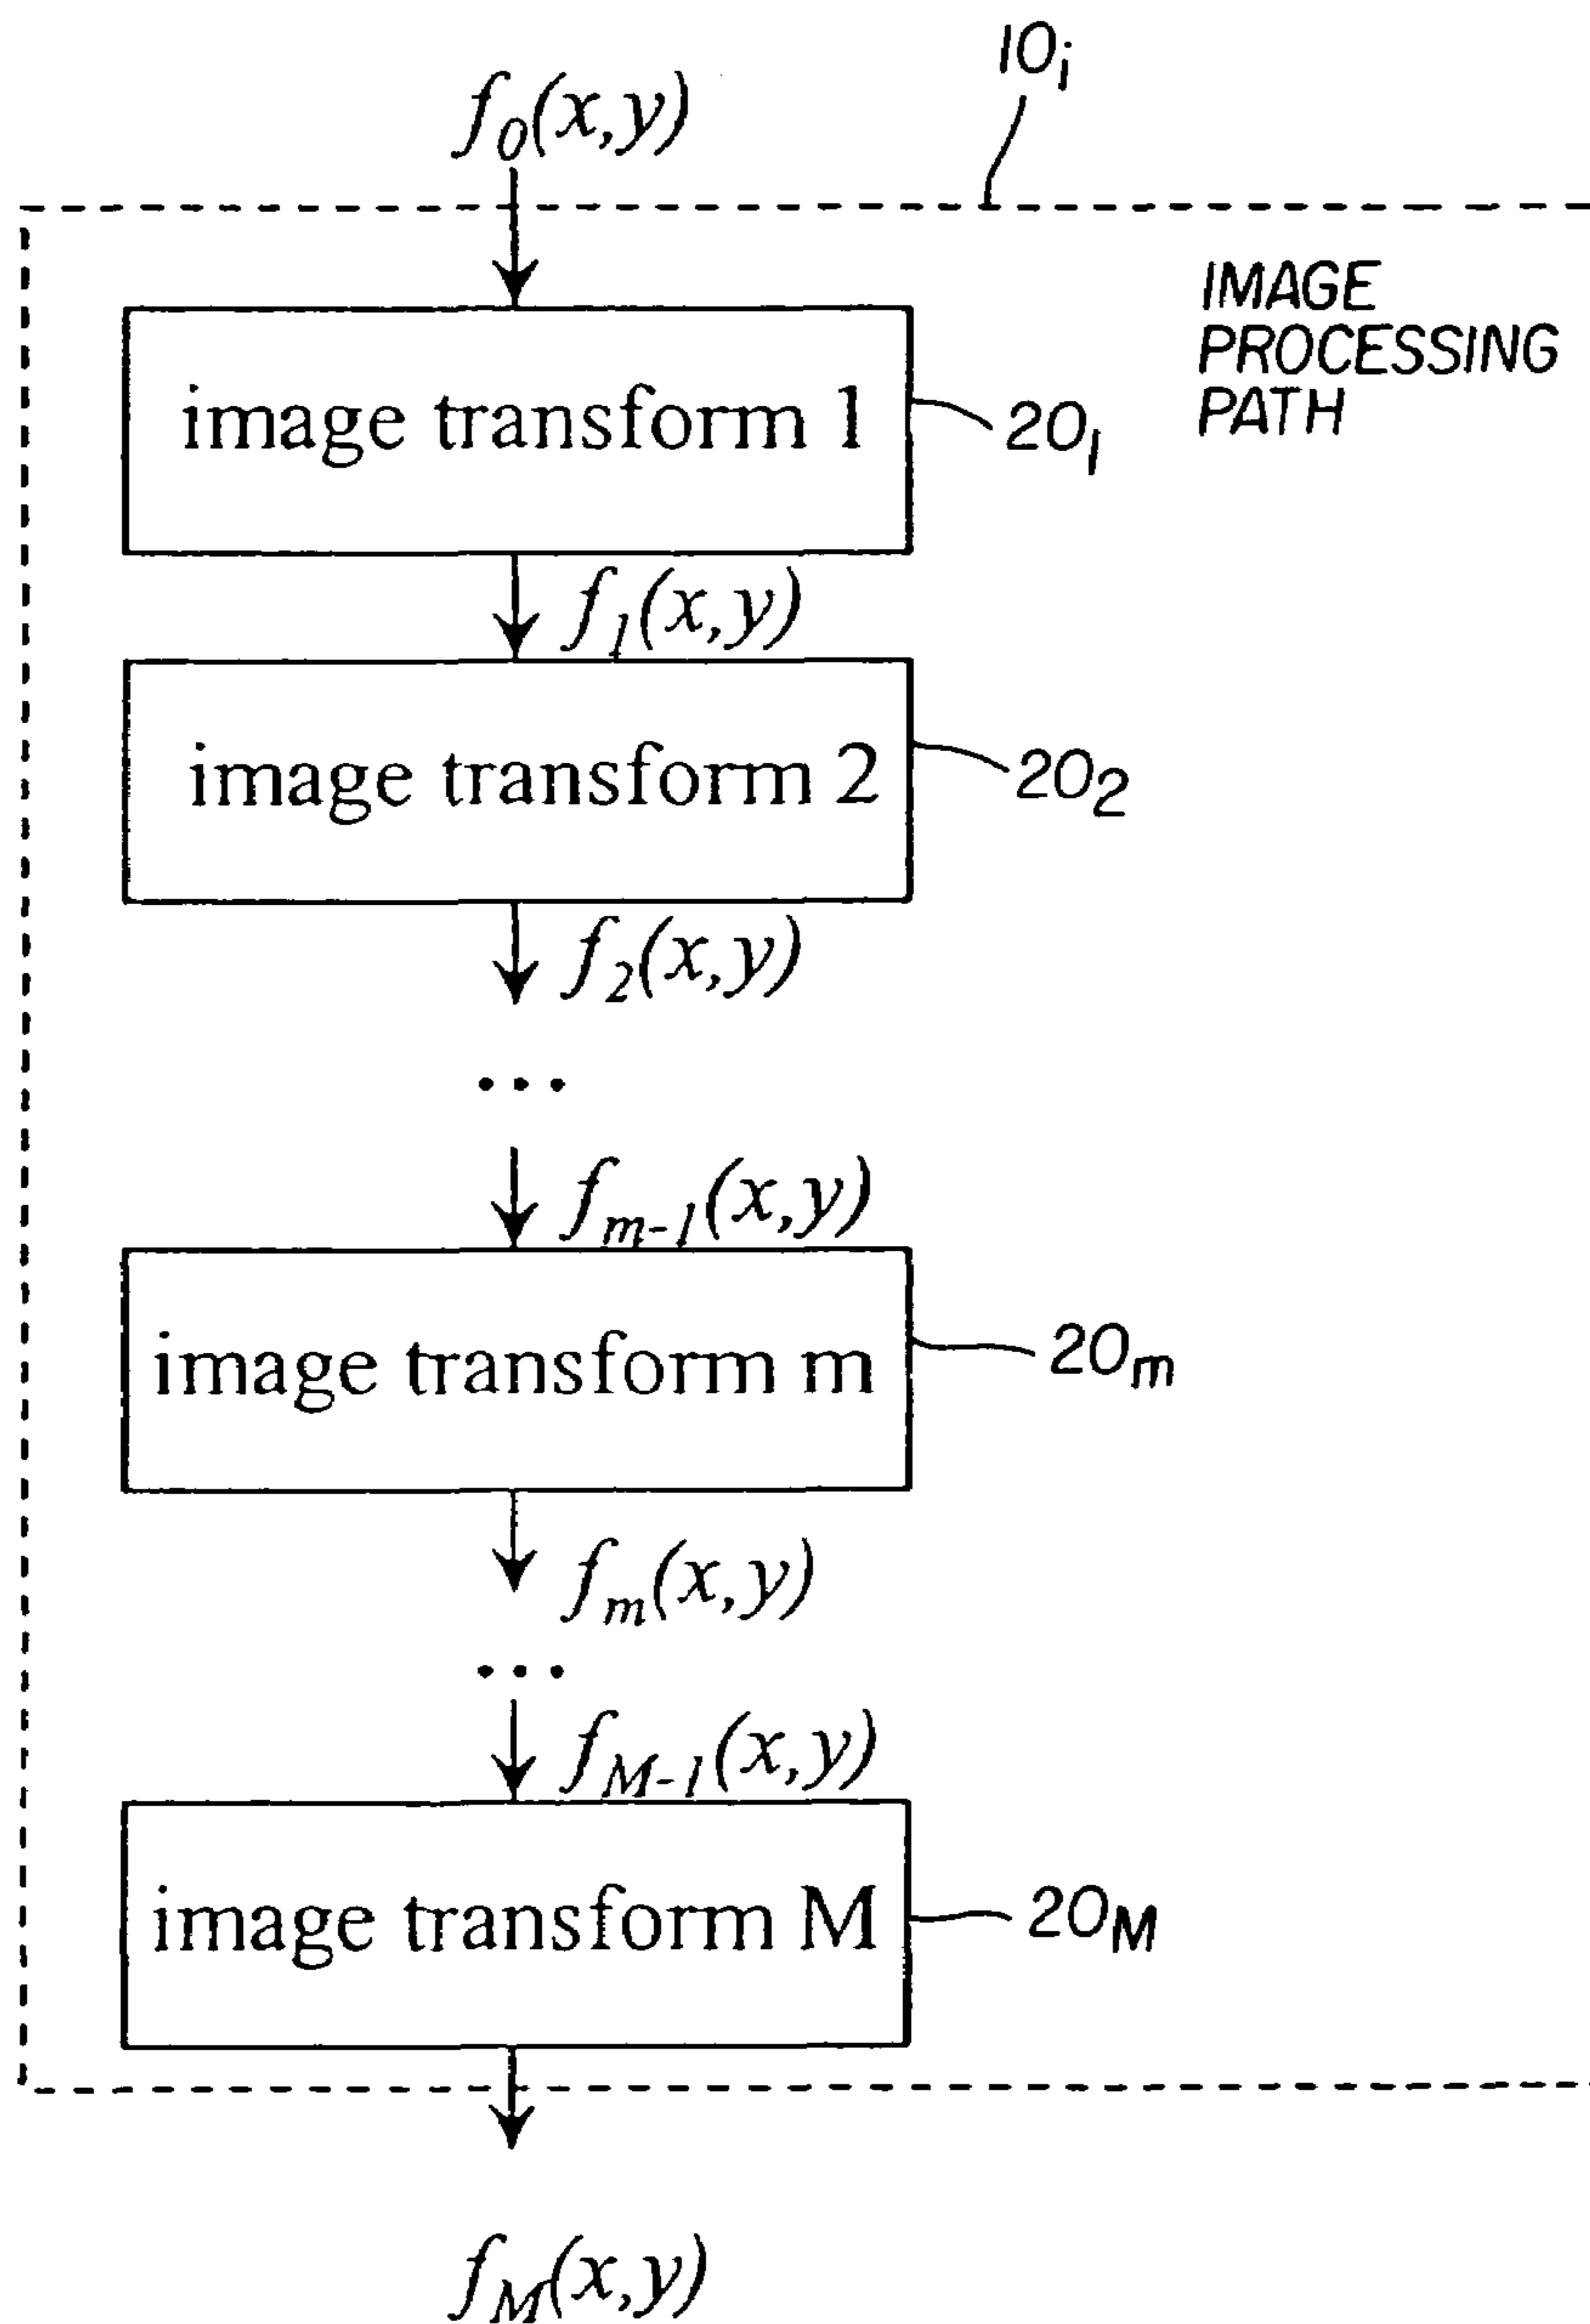 10i
f0(x,y)
IMAGE
PROCESSING
PATH
image transform 1
201
f1(x,y)
image transform 2
202
f2(x,y)
...
fm-1(x,y)
image transform m
20m
fm(x,y)
...
fM-1(x,y)
image transform M
20M
fM(x,y)